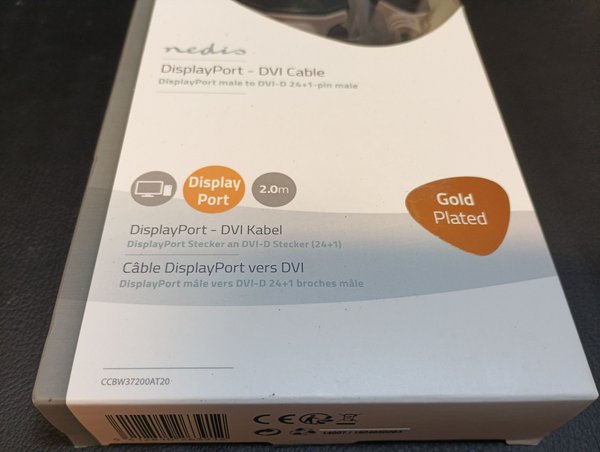 nedis
DisplayPort - DVI Cable
DisplayPort male to DVI-D 24+1-pin male
Display
Port
2.0m
Gold
Plated
DisplayPort - DVI Kabel
DisplayPort Stecker an DVI-D Stecker (24+1)
Câble DisplayPort vers DVI
DisplayPort mâle vers DVI-D 24+1 broches mâle
CCBW37200AT20
CE